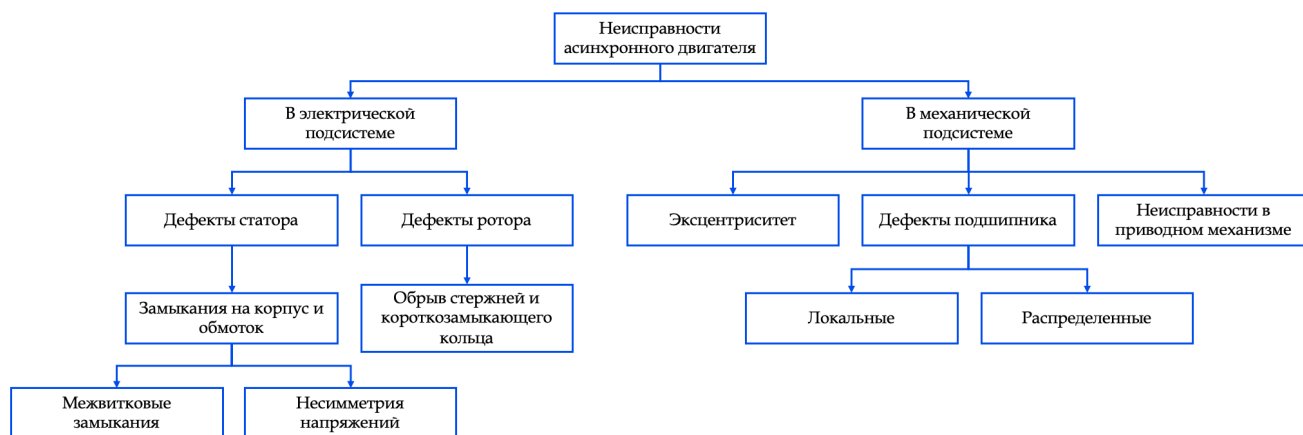 Неисправности
асинхронного двигателя
В электрической
подсистеме
В механической
подсистеме
Дефекты статора
Дефекты ротора
Эксцентриситет
Дефекты подшипника
Неисправности в
приводном механизме
Замыкания на корпус и
обмоток
Обрыв стержней и
короткозамыкающего
кольца
Локальные
Распределенные
Межвитковые
замыкания
Несимметрия
напряжений